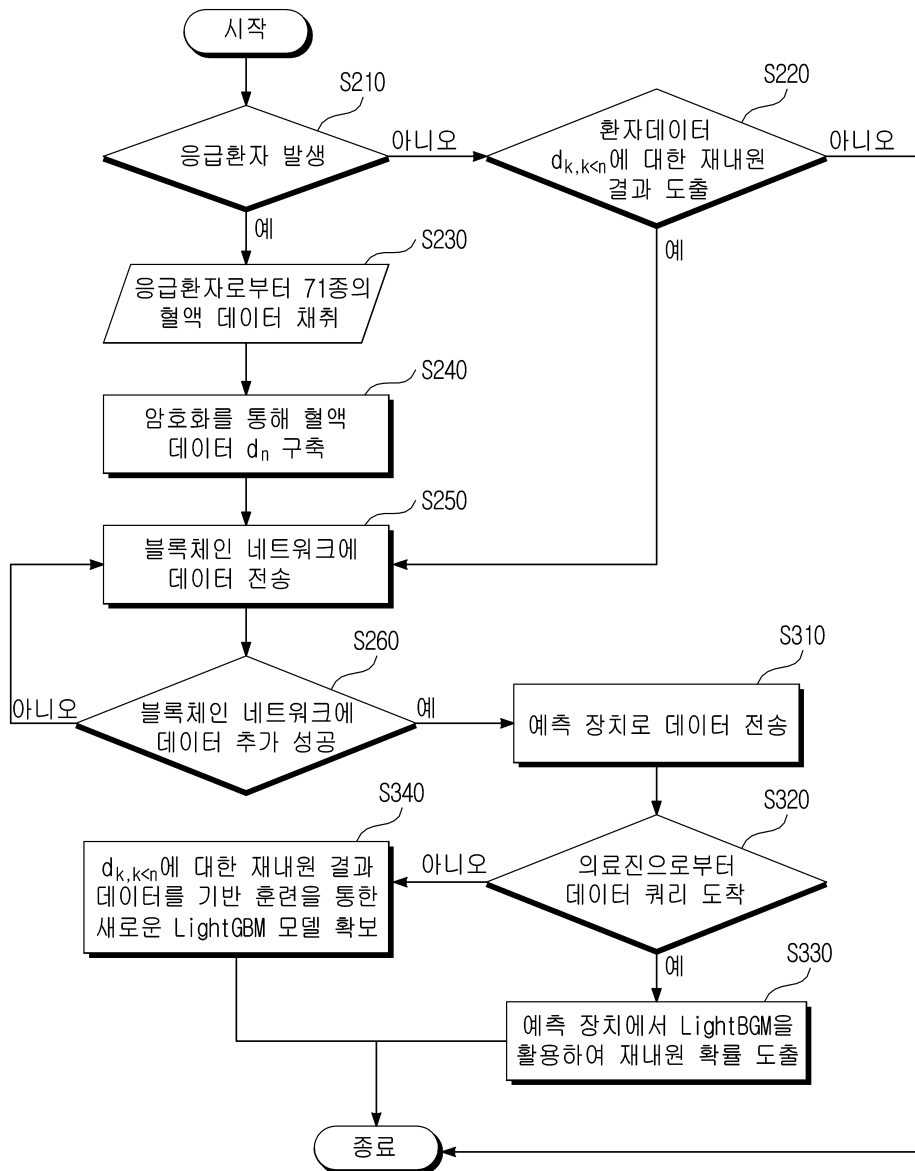 시작
S210
응급환자 발생
아니오
예
S220
환자데이터
d_{k,k<n}에 대한 재내원
결과 도출
아니오
예
S230
응급환자로부터 71종의
혈액 데이터 채취
S240
암호화를 통해 혈액
데이터 d_n 구축
S250
블록체인 네트워크에
데이터 전송
S260
블록체인 네트워크에
데이터 추가 성공
아니오
예
S310
예측 장치로 데이터 전송
S320
의료진으로부터
데이터 쿼리 도착
아니오
예
S340
d_{k,k<n}에 대한 재내원 결과
데이터를 기반 훈련을 통한
새로운 LightGBM 모델 확보
S330
예측 장치에서 LightBGM을
활용하여 재내원 확률 도출
종료